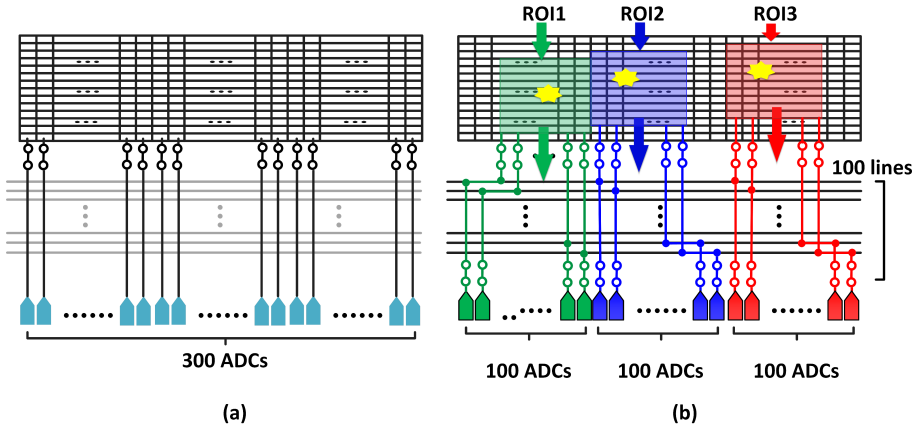 ROI1 ROI2 ROI3
100 lines
300 ADCs
100 ADCs 100 ADCs 100 ADCs
(a) (b)